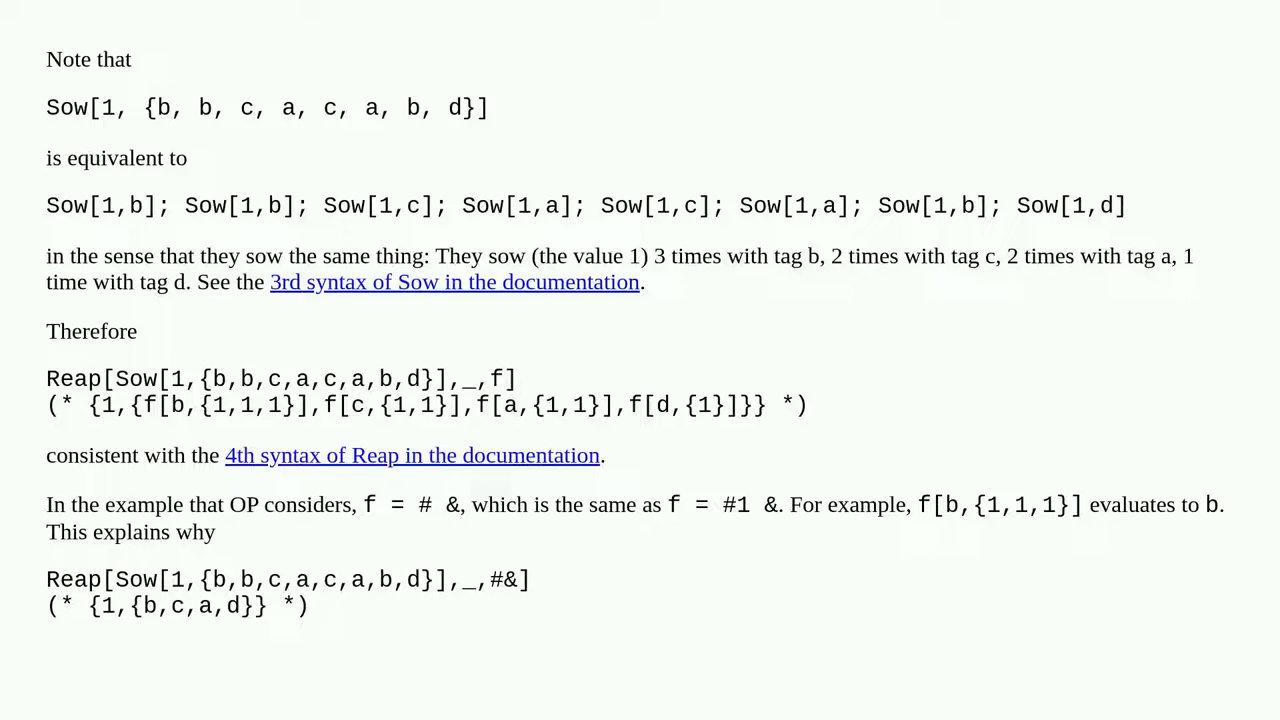 Note that
Sow[1, {b, b, c, a, c, a, b, d}]
is equivalent to
Sow[1,b]; Sow[1,b]; Sow[1,c]; Sow[1,a]; Sow[1,c]; Sow[1,a]; Sow[1,b]; Sow[1,d]
in the sense that they sow the same thing: They sow (the value 1) 3 times with tag b, 2 times with tag c, 2 times with tag a, 1
time with tag d. See the 3rd syntax of Sow in the documentation.
Therefore
Reap[Sow[1,{b,b,c,a,c,a,b,d}],_,f]
(* {1,{f[b,{1,1,1}],f[c,{1,1}],f[a,{1,1}],f[d,{1}]}} *)
consistent with the 4th syntax of Reap in the documentation.
In the example that OP considers, f = # &, which is the same as f = #1 &. For example, f[b,{1,1,1}] evaluates to b.
This explains why
Reap[Sow[1,{b,b,c,a,c,a,b,d}],_,#&]
(* {1,{b,c,a,d}} *)